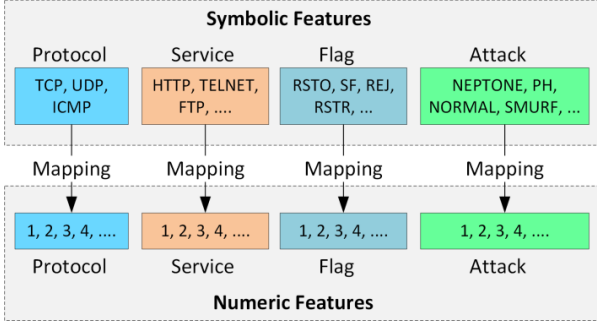 Symbolic Features
Protocol Service Flag Attack
TCP, UDP,
ICMP
HTTP, TELNET,
FTP, ....
RSTO, SF, REJ,
RSTR, ...
NEPTONE, PH,
NORMAL, SMURF, ...
Mapping Mapping Mapping Mapping
1, 2, 3, 4, .... 1, 2, 3, 4, .... 1, 2, 3, 4, .... 1, 2, 3, 4, ....
Protocol Service Flag Attack
Numeric Features